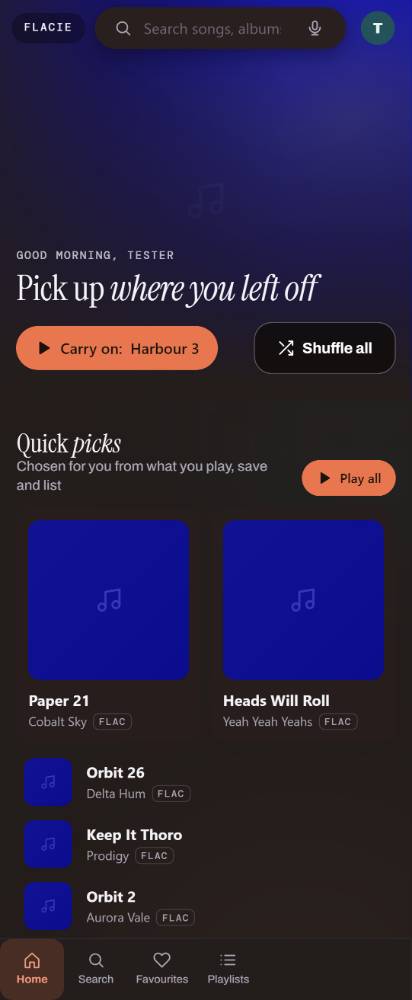 FLACIE
Search songs, album
T
GOOD MORNING, TESTER
Pick up where you left off
Carry on: Harbour 3
Shuffle all
Quick picks
Chosen for you from what you play, save
and list
Play all
Paper 21
Cobalt Sky FLAC
Heads Will Roll
Yeah Yeah Yeahs FLAC
Orbit 26
Delta Hum FLAC
Keep It Thoro
Prodigy FLAC
Orbit 2
Aurora Vale FLAC
Home
Search
Favourites
Playlists